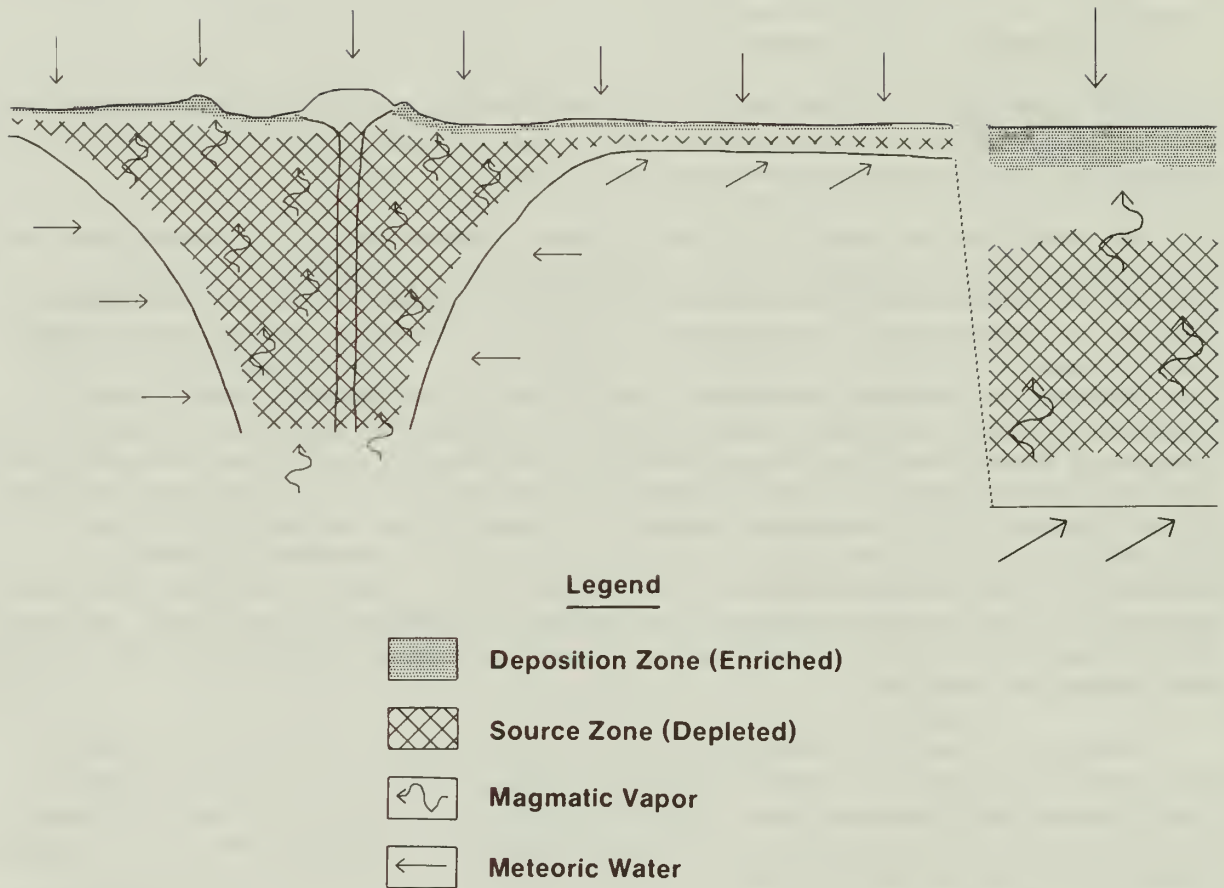 Legend
Deposition Zone (Enriched)
Source Zone (Depleted)
Magmatic Vapor
Meteoric Water